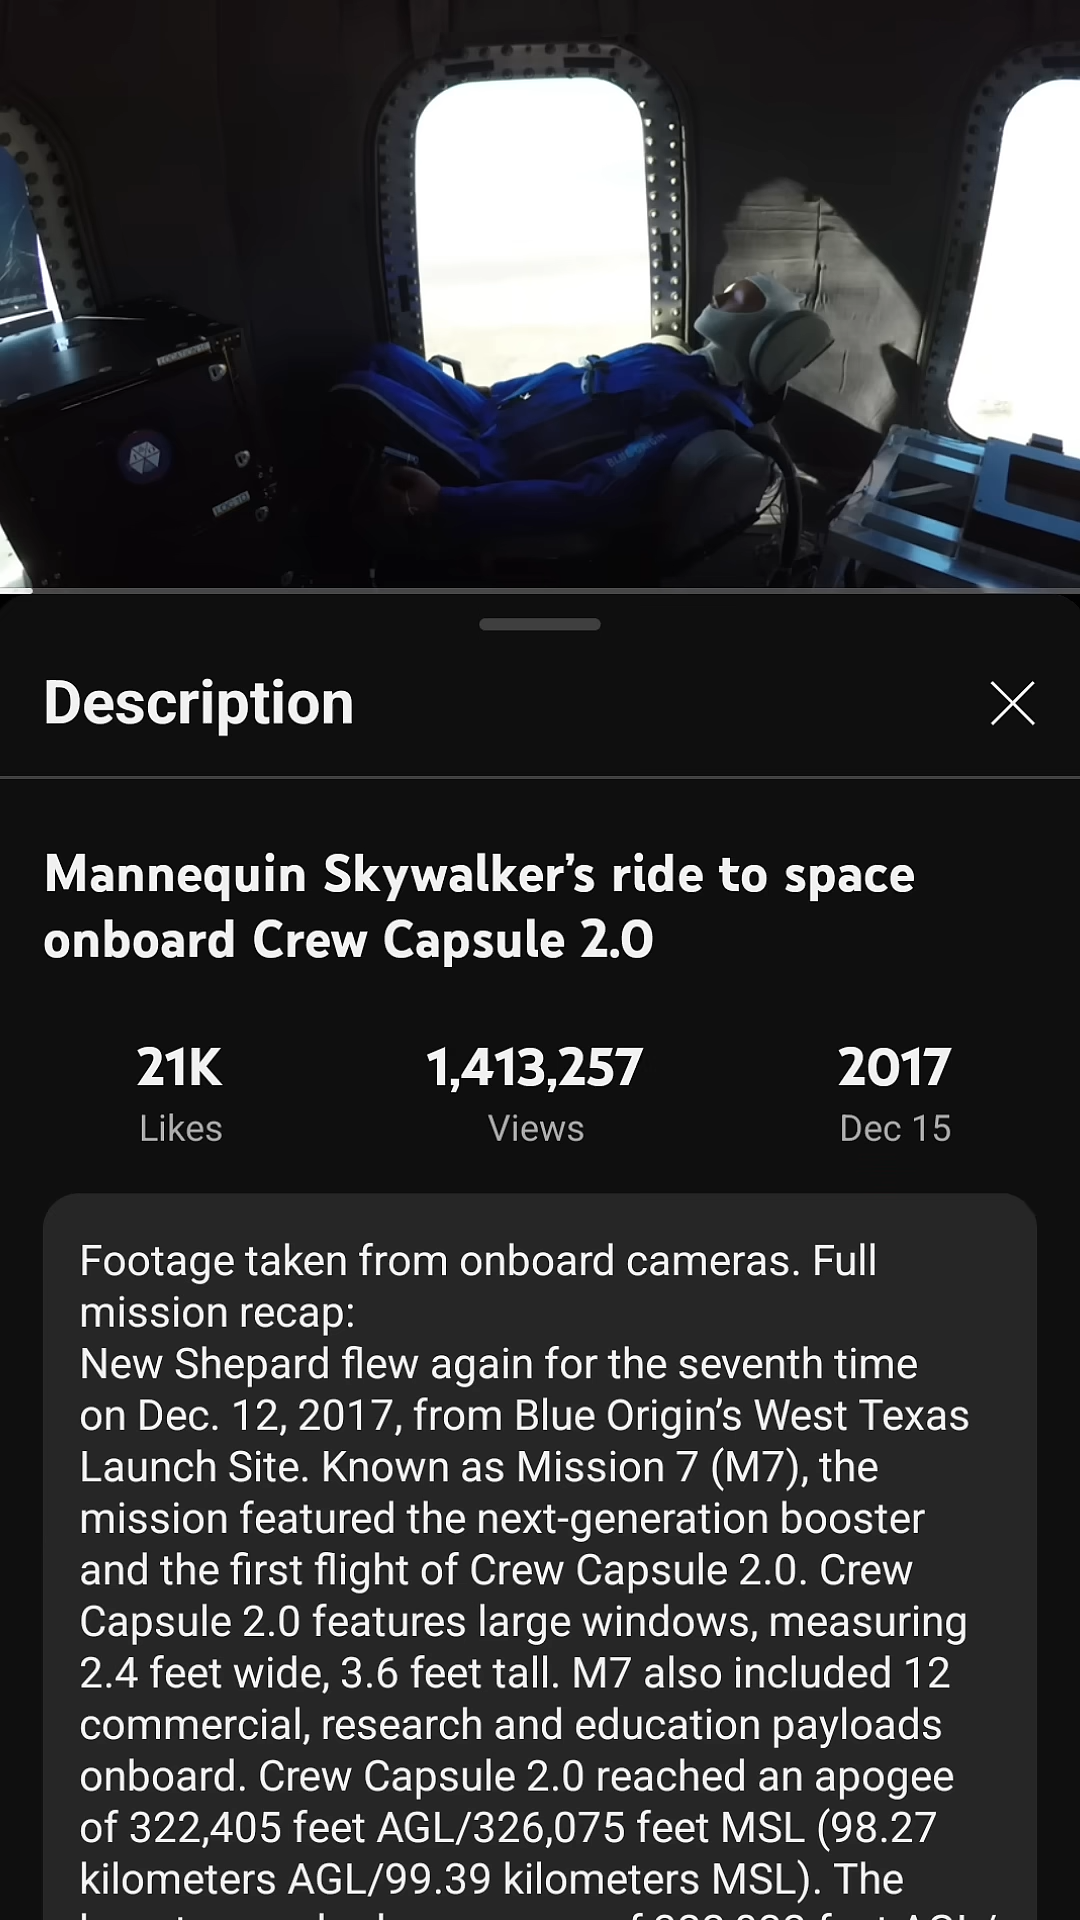 BLUE ORIGIN
Description
Mannequin Skywalker’s ride to space
onboard Crew Capsule 2.0
21K
Likes
1,413,257
Views
2017
Dec 15
Footage taken from onboard cameras. Full
mission recap:
New Shepard flew again for the seventh time
on Dec. 12, 2017, from Blue Origin’s West Texas
Launch Site. Known as Mission 7 (M7), the
mission featured the next-generation booster
and the first flight of Crew Capsule 2.0. Crew
Capsule 2.0 features large windows, measuring
2.4 feet wide, 3.6 feet tall. M7 also included 12
commercial, research and education payloads
onboard. Crew Capsule 2.0 reached an apogee
of 322,405 feet AGL/326,075 feet MSL (98.27
kilometers AGL/99.39 kilometers MSL). The